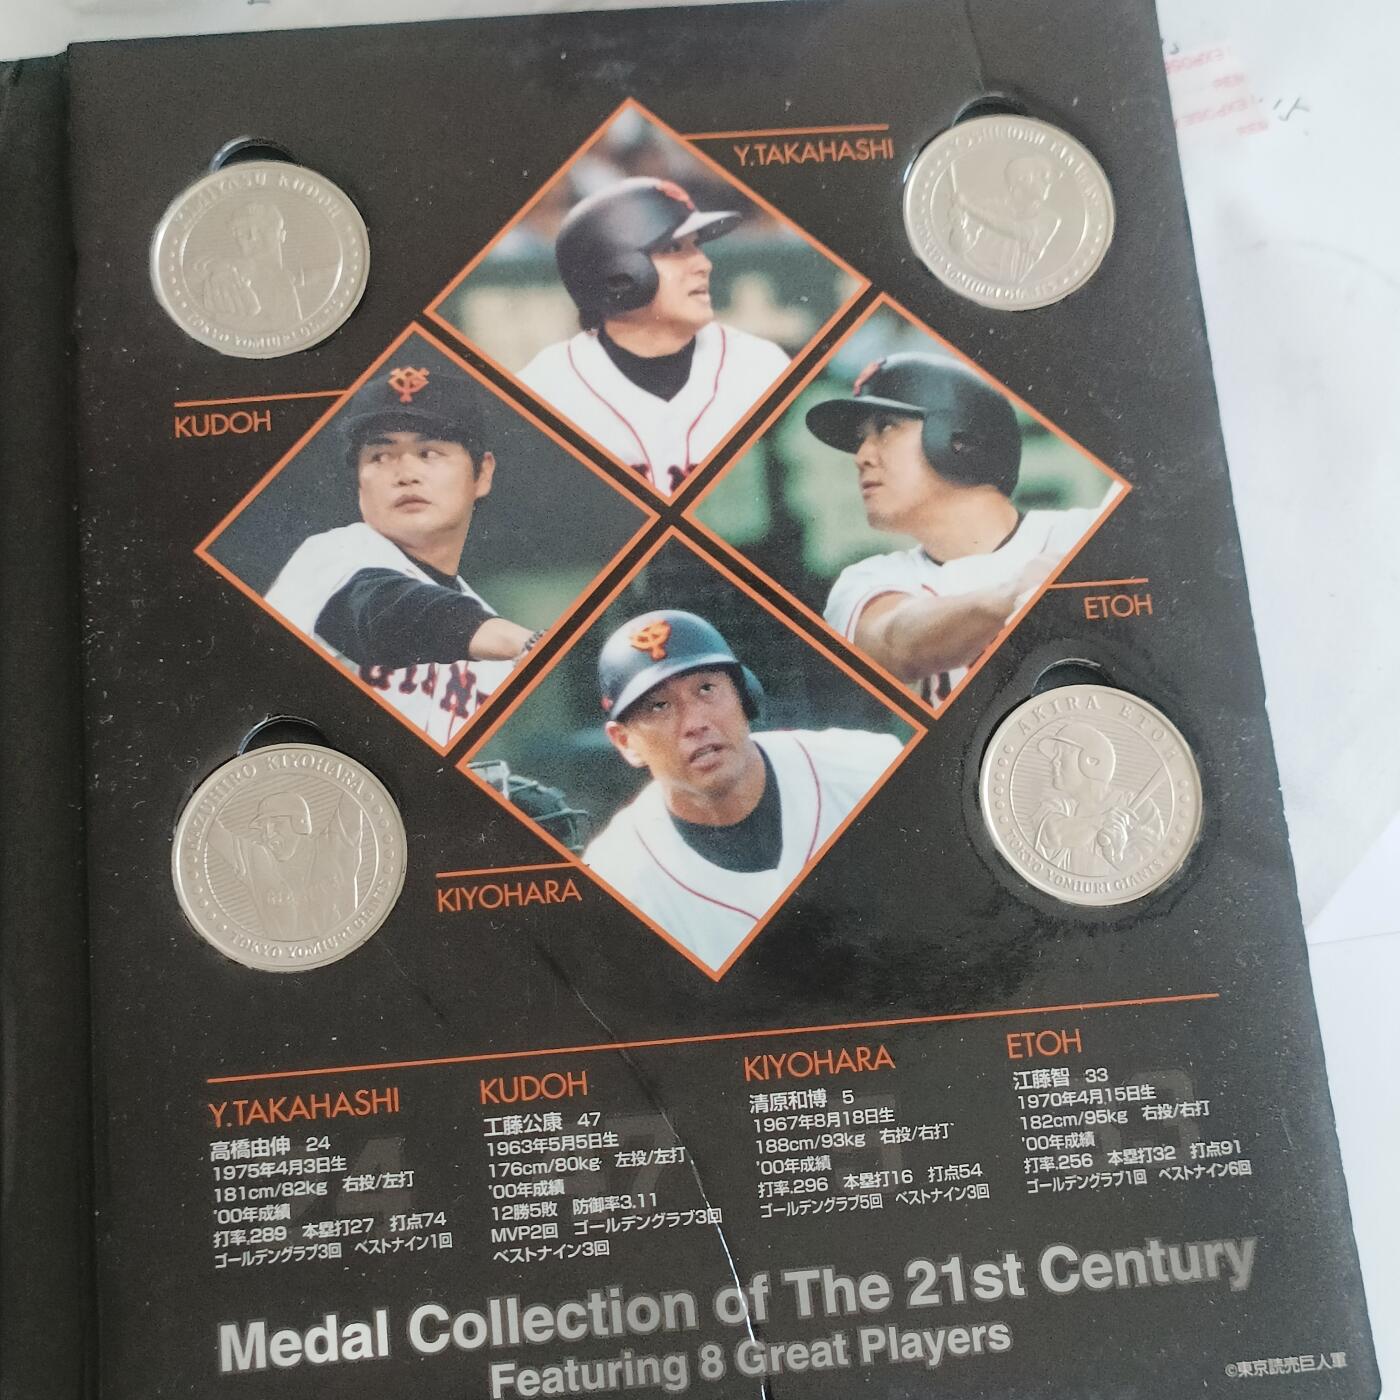 Y.TAKAHASHI
KUDOH
ETOH
KIYOHARA
KUDOH
TOKYO YOMIURI GIANTS
YOMIURI GIANTS
KAZUHIRO KIYOHARA
TOKYO YOMIURI GIANTS
AKIRA ETOH
TOKYO YOMIURI GIANTS
Y.TAKAHASHI
高橋由伸 24
1975年4月3日生
181cm/82kg 右投/左打
'00年成績
打率.289 本塁打27 打点74
ゴールデングラブ3回 ベストナイン1回
KUDOH
工藤公康 47
1963年5月5日生
176cm/80kg 左投/左打
'00年成績
12勝5敗 防御率3.11
MVP2回 ゴールデングラブ3回
ベストナイン3回
KIYOHARA
清原和博 5
1967年8月18日生
188cm/93kg 右投/右打
'00年成績
打率.296 本塁打16 打点54
ゴールデングラブ5回 ベストナイン3回
ETOH
江藤智 33
1970年4月15日生
182cm/95kg 右投/右打
'00年成績
打率.256 本塁打32 打点91
ゴールデングラブ1回 ベストナイン6回
Medal Collection of The 21st Century
Featuring 8 Great Players
©東京読売巨人軍